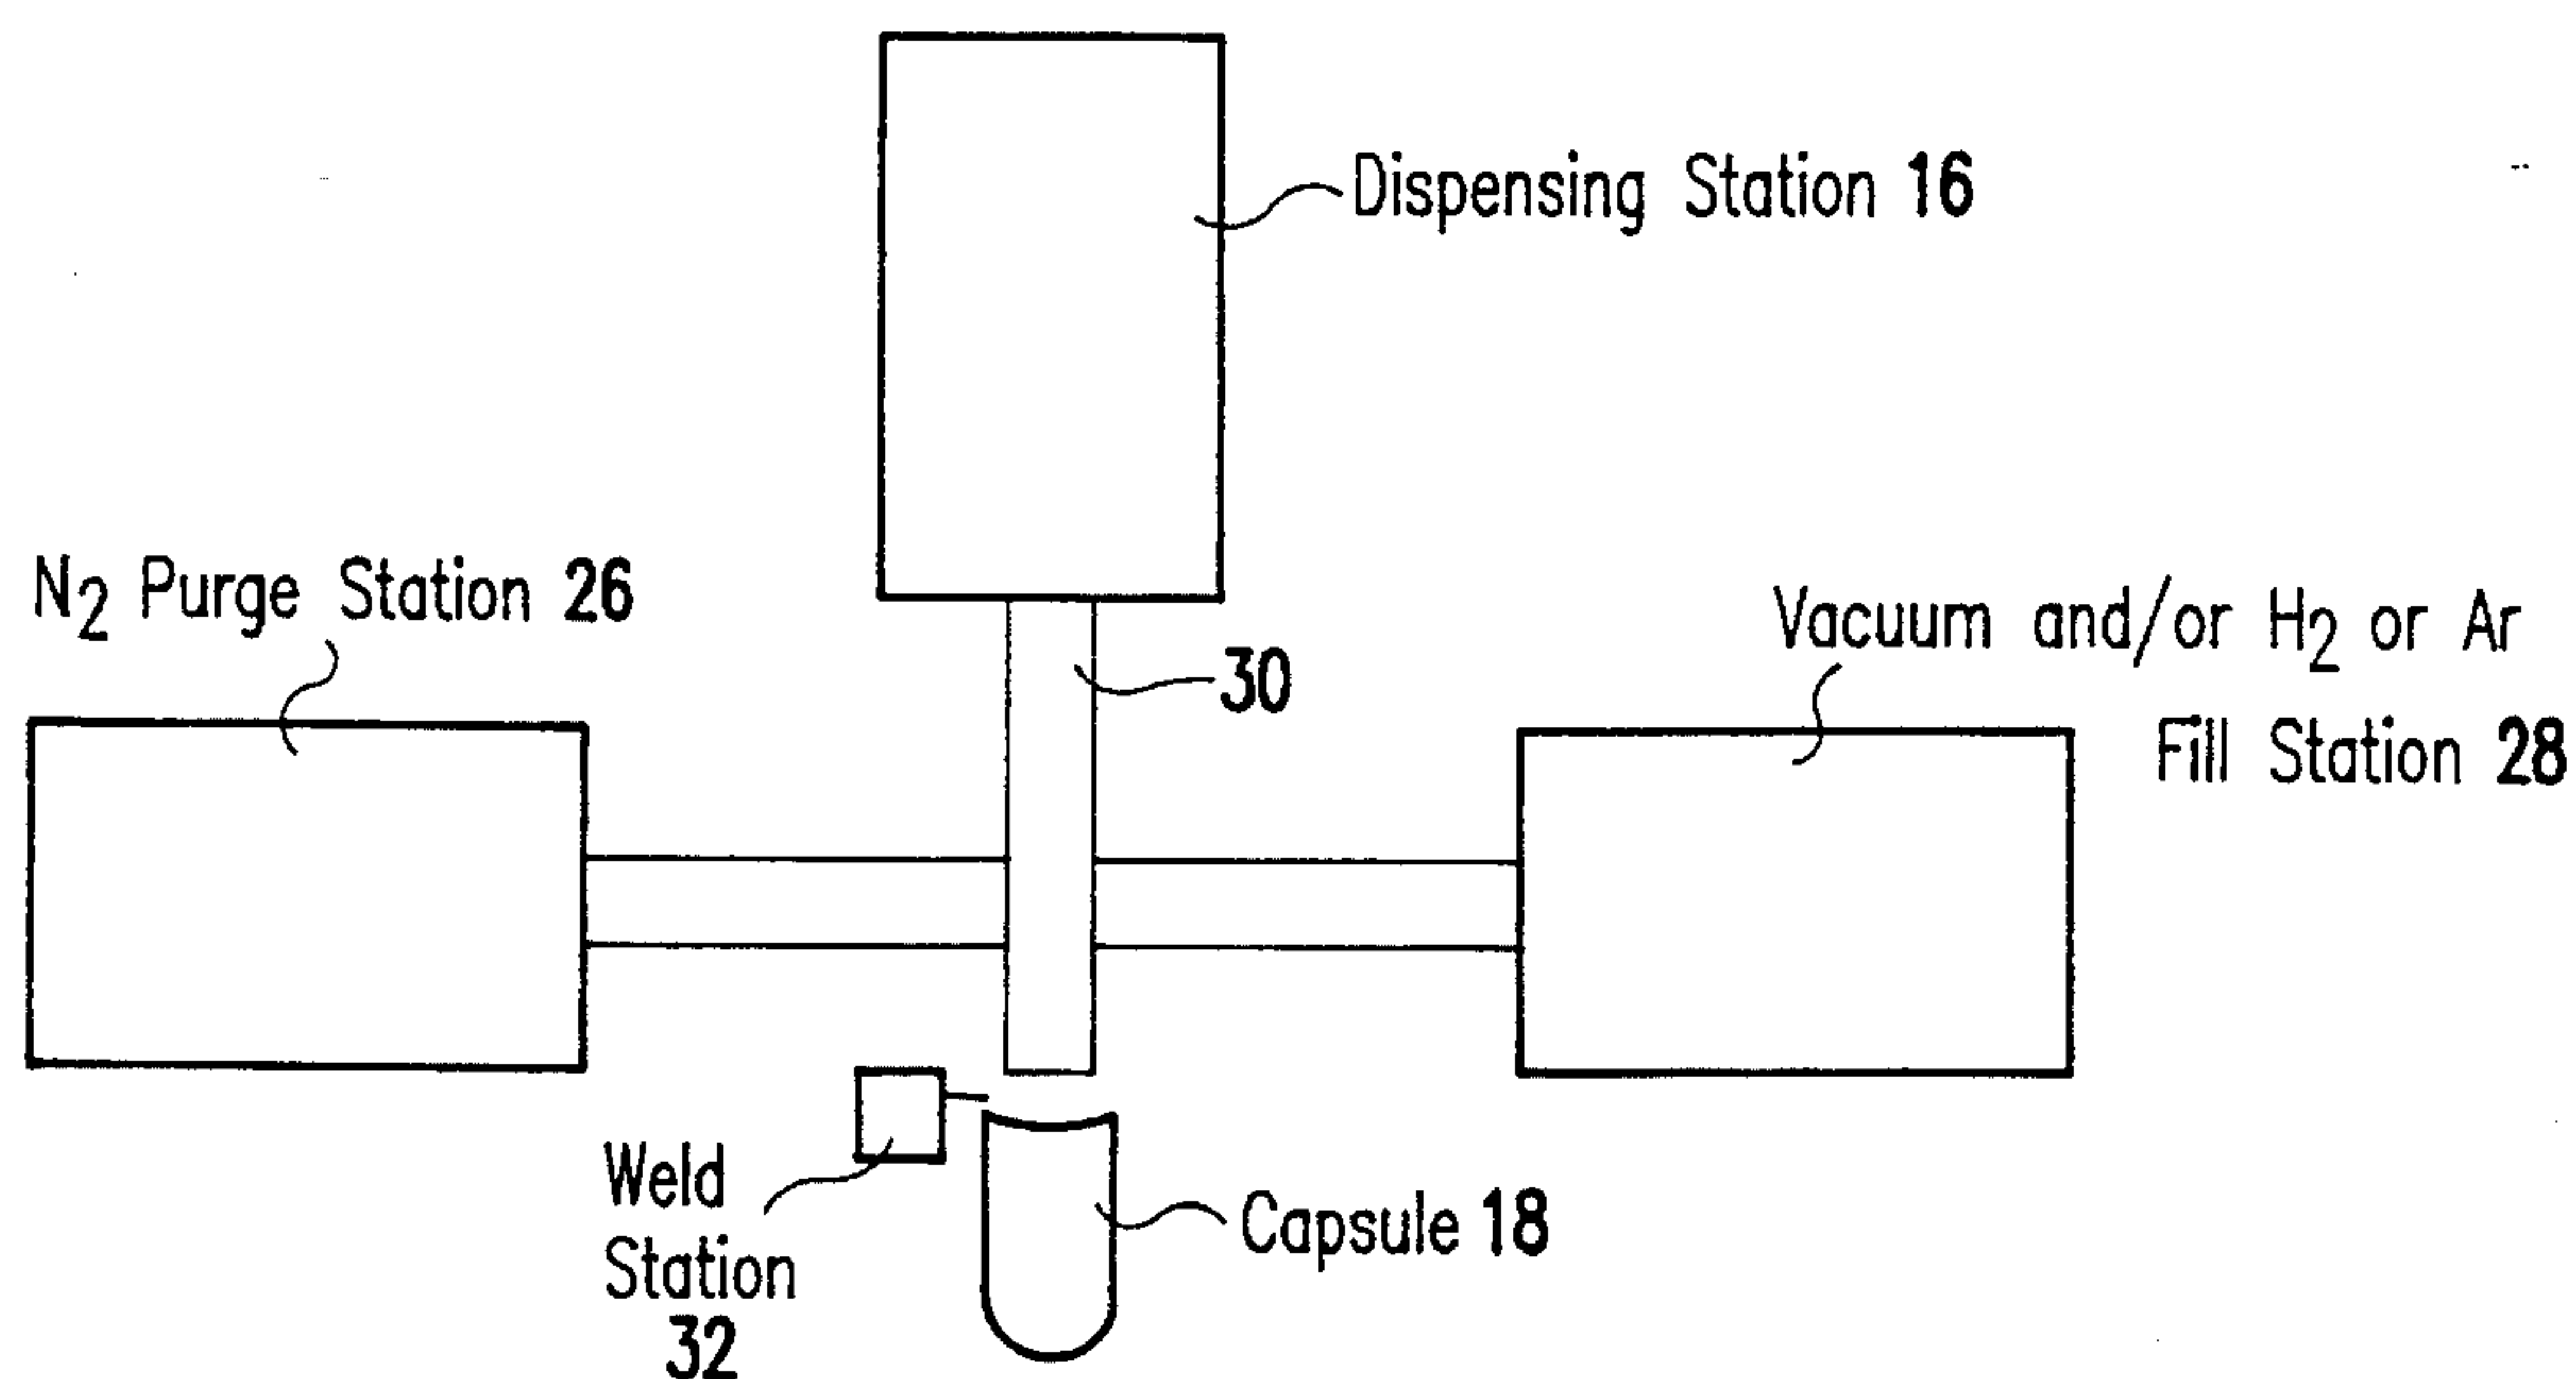 Dispensing Station 16
N2 Purge Station 26
Vacuum and/or H2 or Ar
Fill Station 28
30
Weld
Station
32
Capsule 18